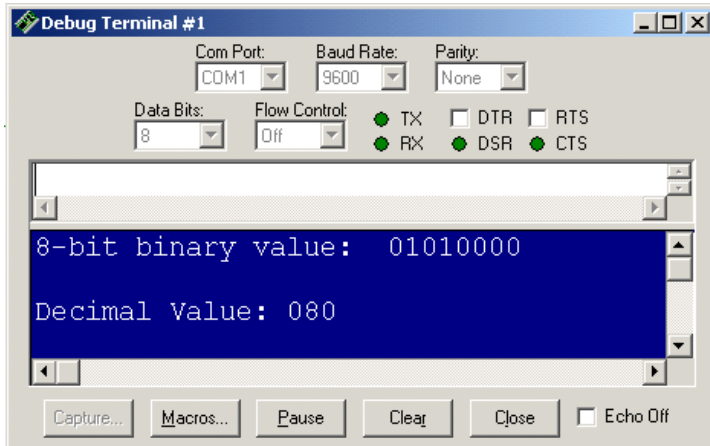 Debug Terminal #1
Com Port: Baud Rate: Parity:
COM1 9600 None
Data Bits: Flow Control: TX DTR RTS
8 Off RX DSR CTS
8-bit binary value:  01010000
Decimal Value: 080
Capture... Macros... Pause Clear Close Echo Off